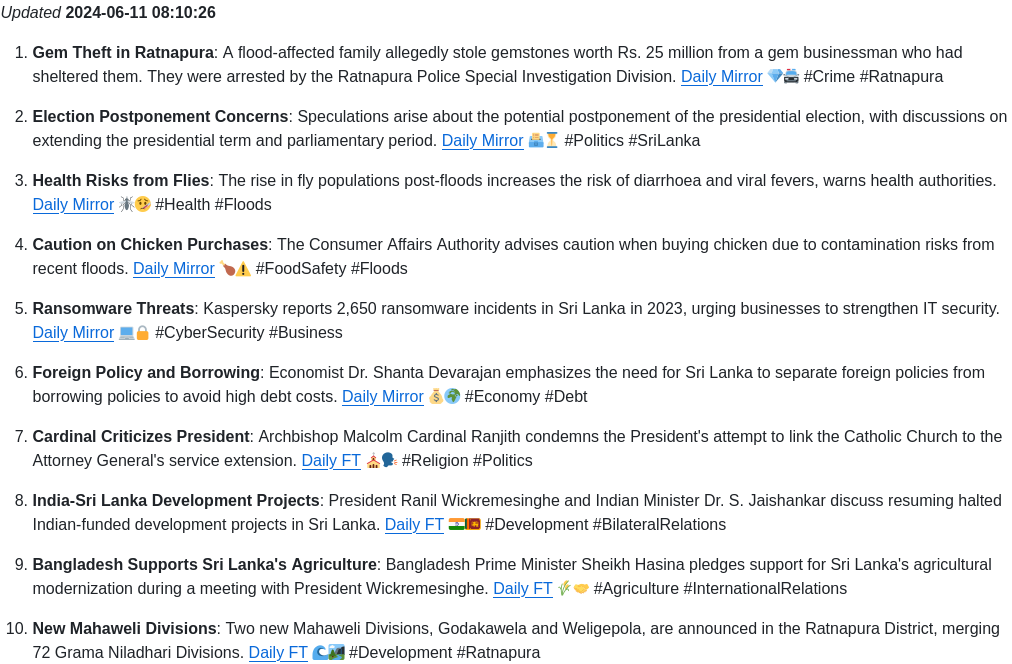 Updated 2024-06-11 08:10:26
1. Gem Theft in Ratnapura: A flood-affected family allegedly stole gemstones worth Rs. 25 million from a gem businessman who had
sheltered them. They were arrested by the Ratnapura Police Special Investigation Division. Daily Mirror 💎🚔 #Crime #Ratnapura
2. Election Postponement Concerns: Speculations arise about the potential postponement of the presidential election, with discussions on
extending the presidential term and parliamentary period. Daily Mirror 🗳️⏳ #Politics #SriLanka
3. Health Risks from Flies: The rise in fly populations post-floods increases the risk of diarrhoea and viral fevers, warns health authorities.
Daily Mirror 🪰🤒 #Health #Floods
4. Caution on Chicken Purchases: The Consumer Affairs Authority advises caution when buying chicken due to contamination risks from
recent floods. Daily Mirror 🍗⚠️ #FoodSafety #Floods
5. Ransomware Threats: Kaspersky reports 2,650 ransomware incidents in Sri Lanka in 2023, urging businesses to strengthen IT security.
Daily Mirror 💻🔒 #CyberSecurity #Business
6. Foreign Policy and Borrowing: Economist Dr. Shanta Devarajan emphasizes the need for Sri Lanka to separate foreign policies from
borrowing policies to avoid high debt costs. Daily Mirror 💰🌍 #Economy #Debt
7. Cardinal Criticizes President: Archbishop Malcolm Cardinal Ranjith condemns the President's attempt to link the Catholic Church to the
Attorney General's service extension. Daily FT ⛪🗣️ #Religion #Politics
8. India-Sri Lanka Development Projects: President Ranil Wickremesinghe and Indian Minister Dr. S. Jaishankar discuss resuming halted
Indian-funded development projects in Sri Lanka. Daily FT 🇮🇳🇱🇰 #Development #BilateralRelations
9. Bangladesh Supports Sri Lanka's Agriculture: Bangladesh Prime Minister Sheikh Hasina pledges support for Sri Lanka's agricultural
modernization during a meeting with President Wickremesinghe. Daily FT 🌾🤝 #Agriculture #InternationalRelations
10. New Mahaweli Divisions: Two new Mahaweli Divisions, Godakawela and Weligepola, are announced in the Ratnapura District, merging
72 Grama Niladhari Divisions. Daily FT 🌊🏞️ #Development #Ratnapura